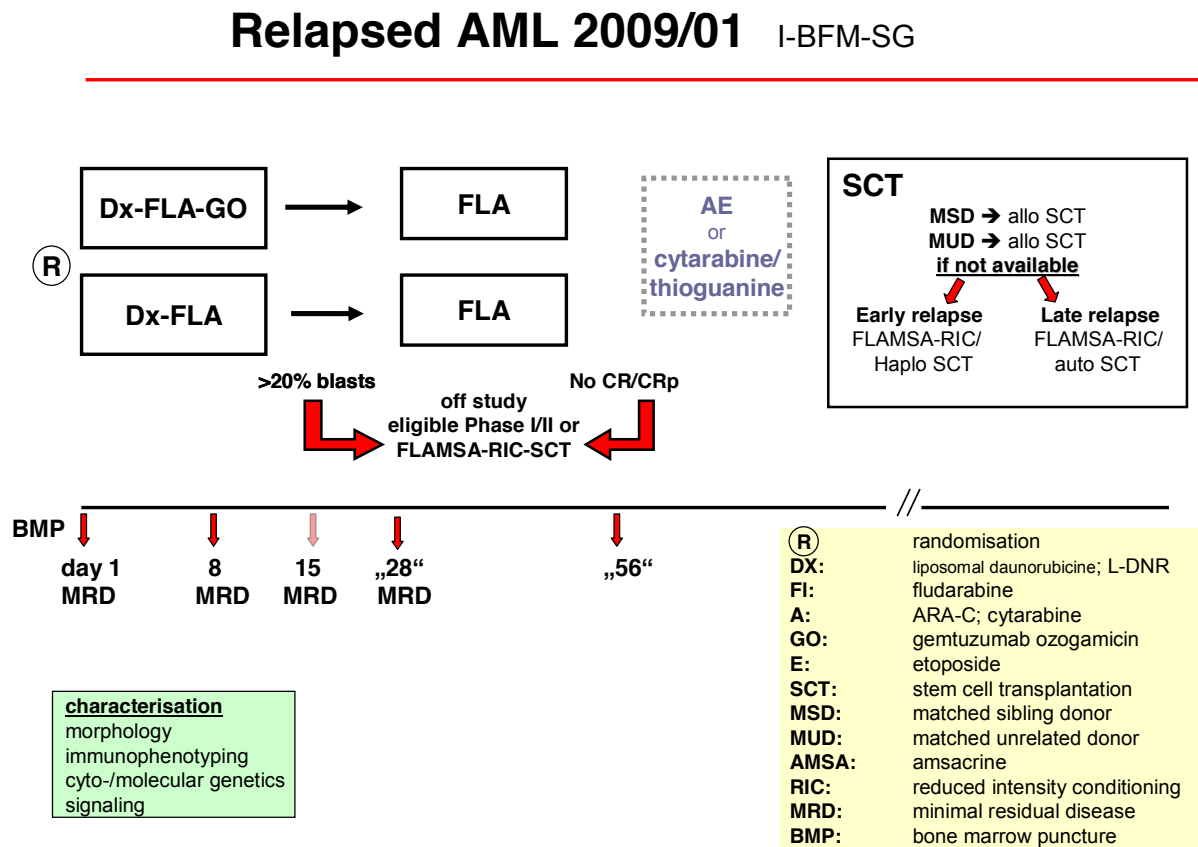 Relapsed AML 2009/01 I-BFM-SG
Dx-FLA-GO
FLA
R
Dx-FLA
FLA
AE
or
cytarabine/
thioguanine
SCT
MSD ➔ allo SCT
MUD ➔ allo SCT
if not available
Early relapse
FLAMSA-RIC/
Haplo SCT
Late relapse
FLAMSA-RIC/
auto SCT
>20% blasts
No CR/CRp
off study
eligible Phase I/II or
FLAMSA-RIC-SCT
BMP
day 1
MRD
8
MRD
15
MRD
„28“
MRD
„56“
//
R randomisation
DX: liposomal daunorubicine; L-DNR
Fl: fludarabine
A: ARA-C; cytarabine
GO: gemtuzumab ozogamicin
E: etoposide
SCT: stem cell transplantation
MSD: matched sibling donor
MUD: matched unrelated donor
AMSA: amsacrine
RIC: reduced intensity conditioning
MRD: minimal residual disease
BMP: bone marrow puncture
characterisation
morphology
immunophenotyping
cyto-/molecular genetics
signaling